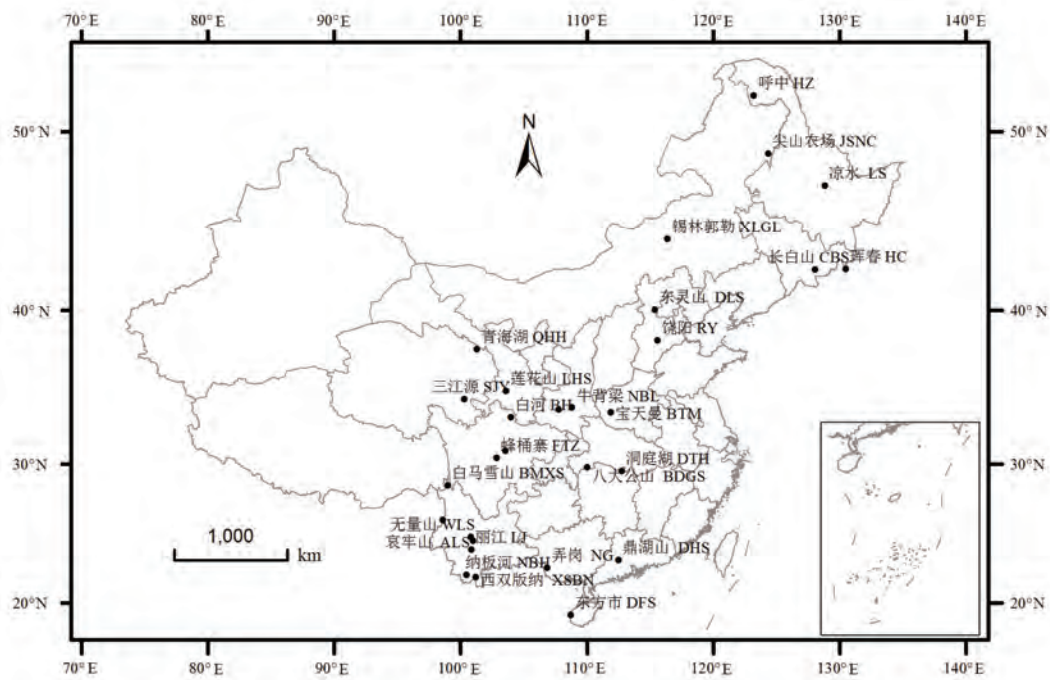 70°E 80°E 90°E 100°E 110°E 120°E 130°E 140°E
N
50°N 50°N
40°N 40°N
30°N 30°N
20°N 20°N
呼中 HZ
尖山农场 JSNC
凉水 LS
锡林郭勒 XLGL
长白山 CBS
珲春 HC
东灵山 DLS
饶阳 RY
青海湖 QHH
莲花山 LHS
三江源 SJY
牛背梁 NBL
白河 BH
宝天曼 BTM
蜂桶寨 FTZ
洞庭湖 DTH
白马雪山 BMXS
八大公山 BDGS
无量山 WLS
丽江 LJ
哀牢山 ALS
弄岗 NG
鼎湖山 DHS
纳板河 NBH
西双版纳 XSBN
东方市 DFS
1,000
km
70°E 80°E 90°E 100°E 110°E 120°E 130°E 140°E